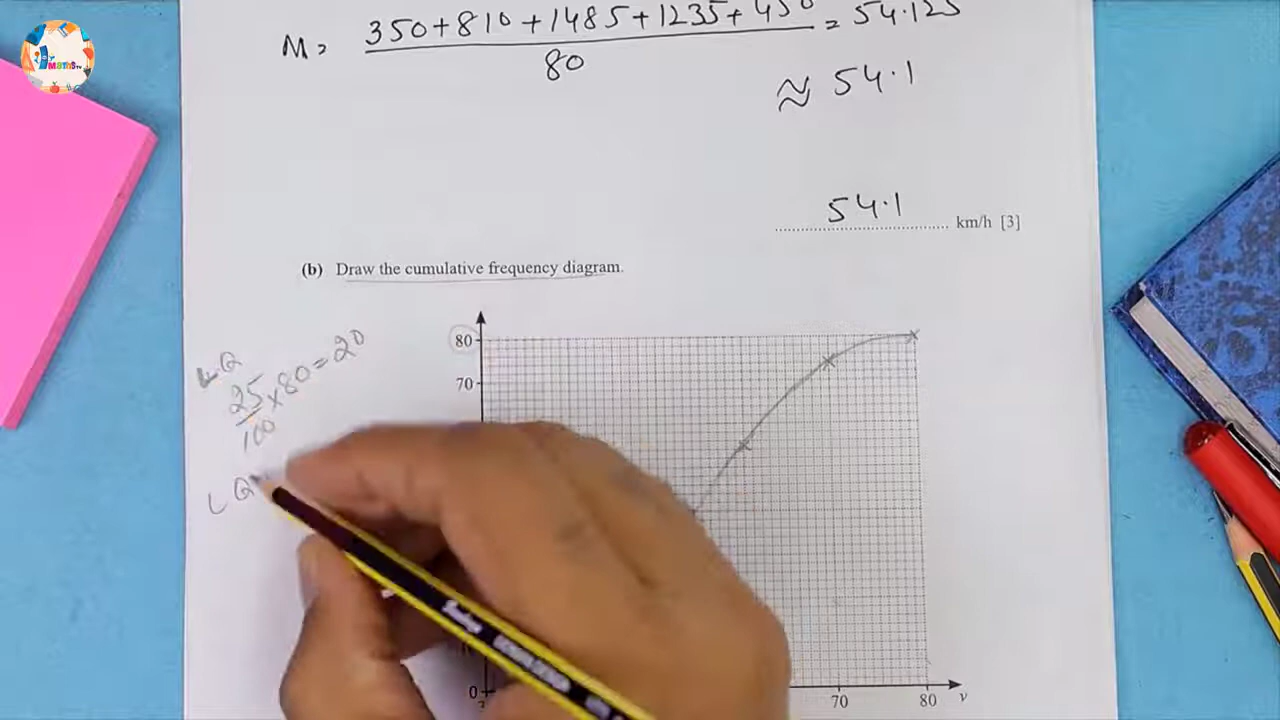 M = 350+810+1485+1235+450 = 54.125
80
≈ 54.1
54.1
km/h [3]
(b) Draw the cumulative frequency diagram.
80
70
LQ
25 × 80 = 20
100
LQ
0
70 80 v
MATHS